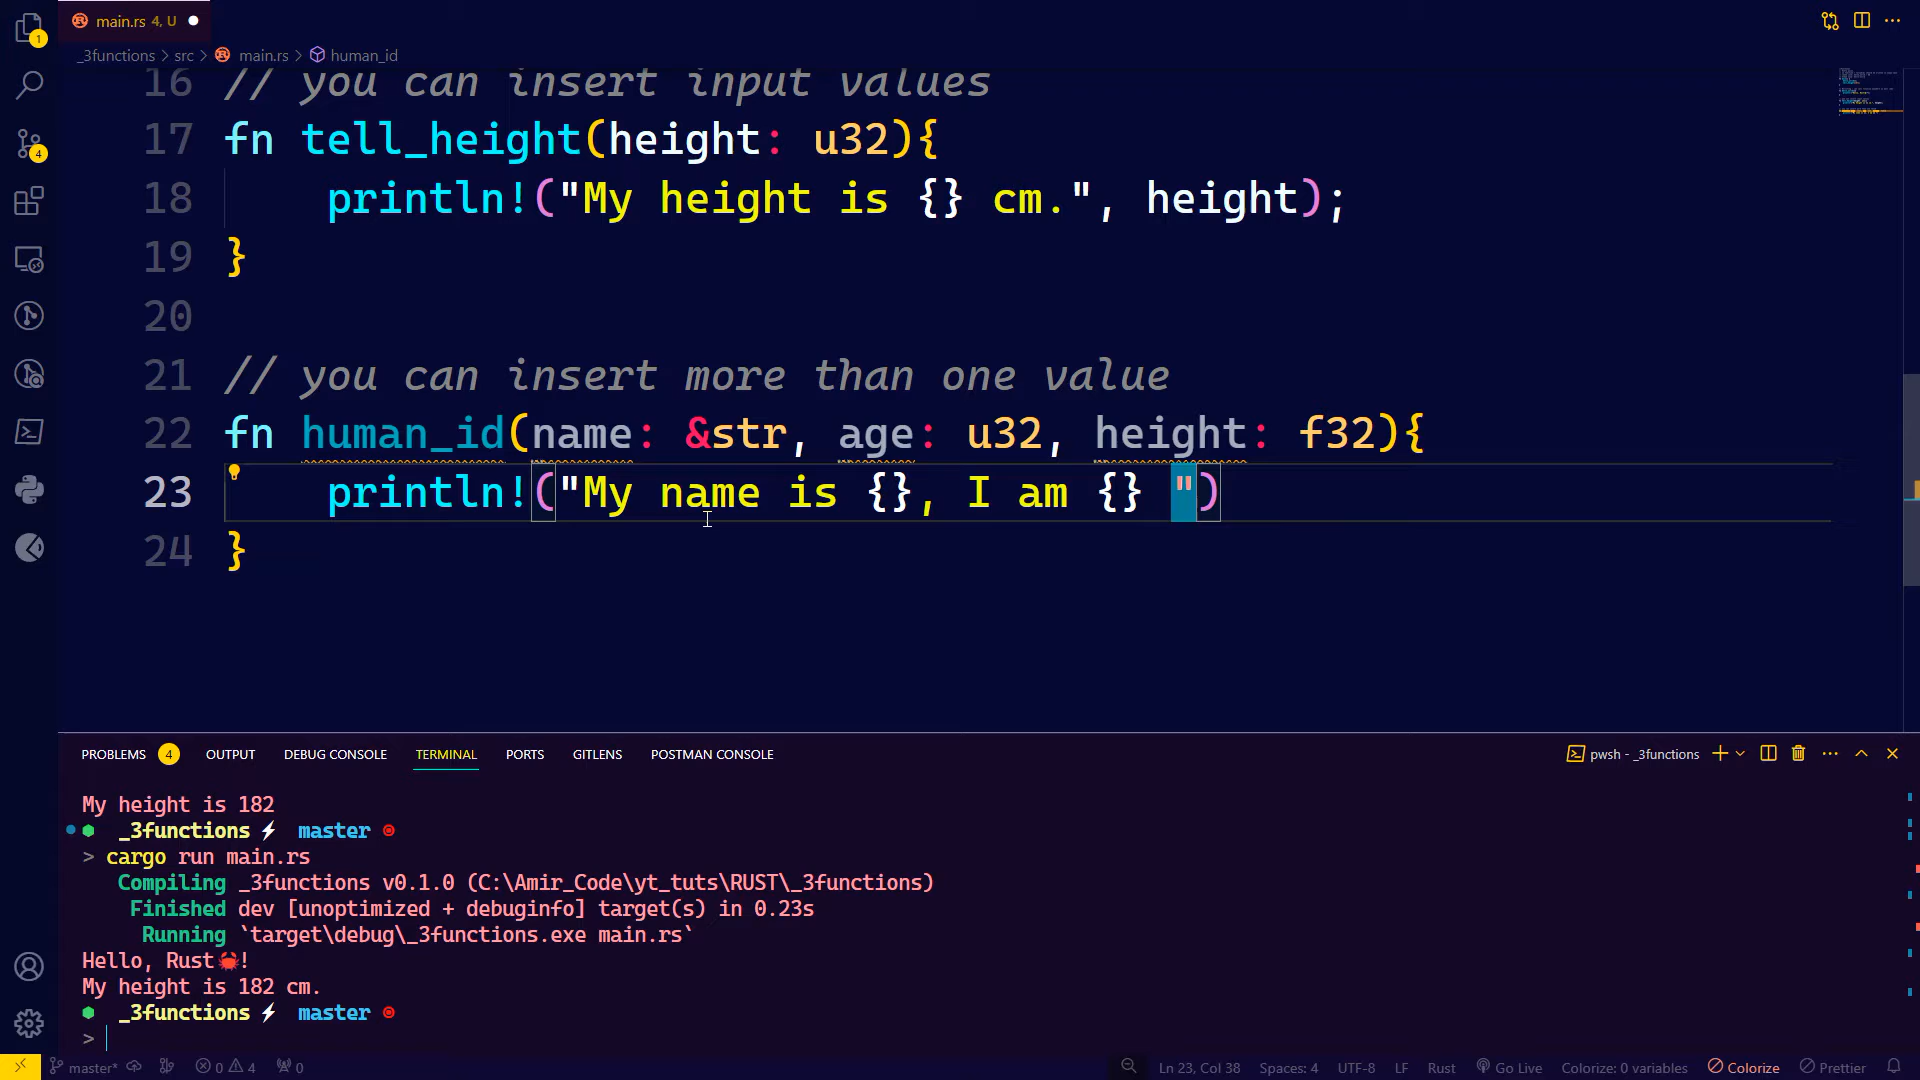 main.rs 4, U
_3functions > src > main.rs > human_id
16 // you can insert input values
17 fn tell_height(height: u32){
18 println!("My height is {} cm.", height);
19 }
20
21 // you can insert more than one value
22 fn human_id(name: &str, age: u32, height: f32){
23 println!("My name is {}, I am {} ")
24 }
1
4
PROBLEMS 4 OUTPUT DEBUG CONSOLE TERMINAL PORTS GITLENS POSTMAN CONSOLE pwsh - _3functions
My height is 182
_3functions ⚡ master
> cargo run main.rs
Compiling _3functions v0.1.0 (C:\Amir_Code\yt_tuts\RUST\_3functions)
Finished dev [unoptimized + debuginfo] target(s) in 0.23s
Running `target\debug\_3functions.exe main.rs`
Hello, Rust🦀!
My height is 182 cm.
_3functions ⚡ master
>
master* 0 4 0 Ln 23, Col 38 Spaces: 4 UTF-8 LF Rust Go Live Colorize: 0 variables Colorize Prettier